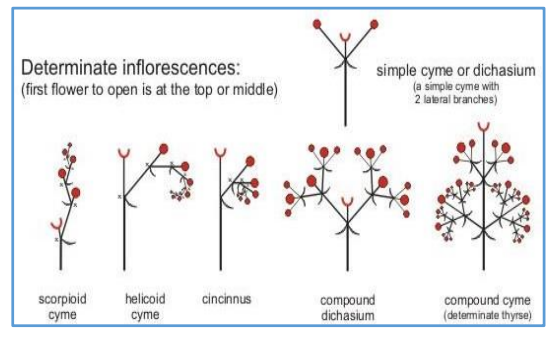 Determinate inflorescences:
(first flower to open is at the top or middle)
simple cyme or dichasium
(a simple cyme with
2 lateral branches)
scorpioid
cyme
helicoid
cyme
cincinnus
compound
dichasium
compound cyme
(determinate thyrse)